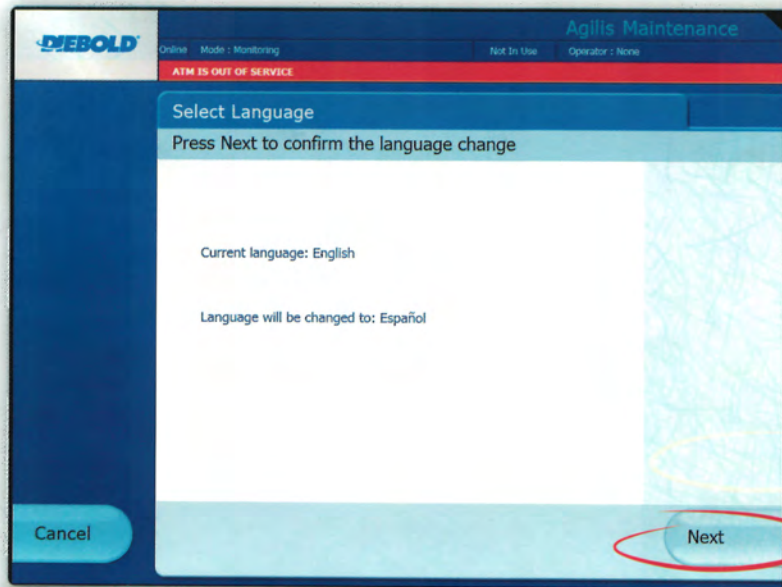 DIEBOLD
Agilis Maintenance
Online Mode : Monitoring Not In Use Operator : None
ATM IS OUT OF SERVICE
Select Language
Press Next to confirm the language change
Current language: English
Language will be changed to: Español
Cancel
Next